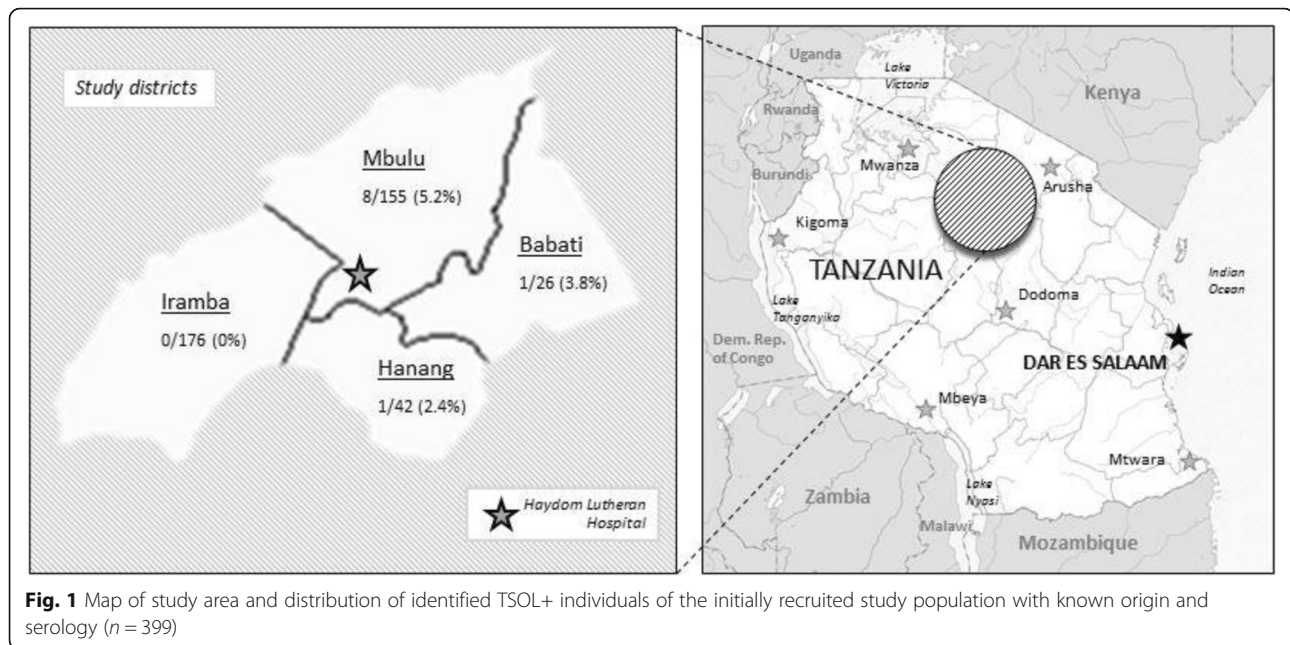 Study districts
Mbulu
8/155 (5.2%)
Babati
1/26 (3.8%)
Iramba
0/176 (0%)
Hanang
1/42 (2.4%)
Haydom Lutheran
Hospital
Uganda
Lake
Victoria
Kenya
Rwanda
Mwanza
Burundi
Arusha
Kigoma
TANZANIA
Indian
Ocean
Lake
Tanganyika
Dodoma
Dem. Rep.
of Congo
DAR ES SALAAM
Mbeya
Mtwara
Zambia
Lake
Nyasi
Malawi
Mozambique
Fig. 1 Map of study area and distribution of identified TSOL+ individuals of the initially recruited study population with known origin and
serology (n = 399)